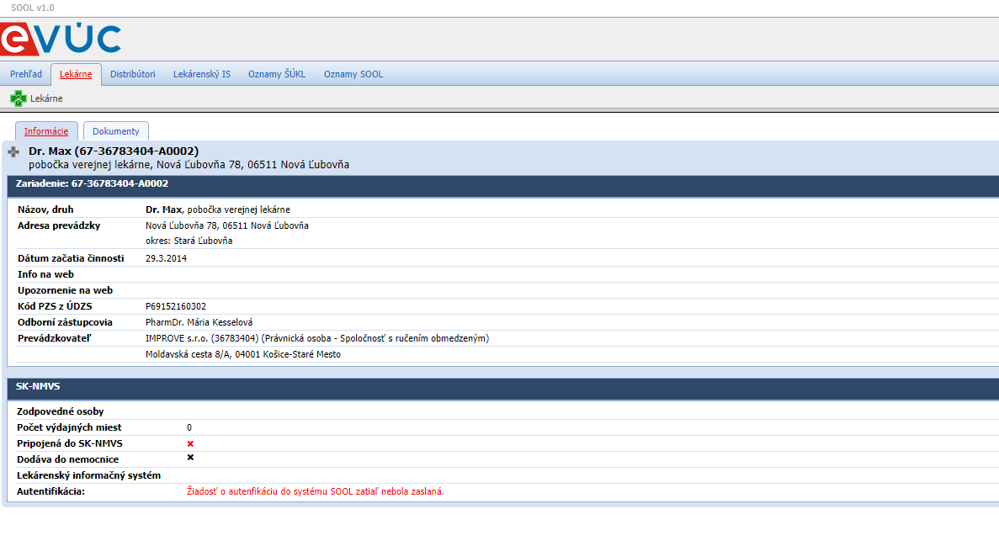 SOOL v1.0
eVÚC
Prehľad Lekárne Distribútori Lekárenský IS Oznamy ŠÚKL Oznamy SOOL
Lekárne
Informácie Dokumenty
Dr. Max (67-36783404-A0002)
pobočka verejnej lekárne, Nová Ľubovňa 78, 06511 Nová Ľubovňa
Zariadenie: 67-36783404-A0002
Názov, druh Dr. Max, pobočka verejnej lekárne
Adresa prevádzky Nová Ľubovňa 78, 06511 Nová Ľubovňa
okres: Stará Ľubovňa
Dátum začatia činnosti 29.3.2014
Info na web
Upozornenie na web
Kód PZS z ÚDZS P69152160302
Odborní zástupcovia PharmDr. Mária Kesselová
Prevádzkovateľ IMPROVE s.r.o. (36783404) (Právnická osoba - Spoločnosť s ručením obmedzeným)
Moldavská cesta 8/A, 04001 Košice-Staré Mesto
SK-NMVS
Zodpovedné osoby
Počet výdajných miest 0
Pripojená do SK-NMVS
Dodáva do nemocnice
Lekárenský informačný systém
Autentifikácia: Žiadosť o autenfikáciu do systému SOOL zatiaľ nebola zaslaná.